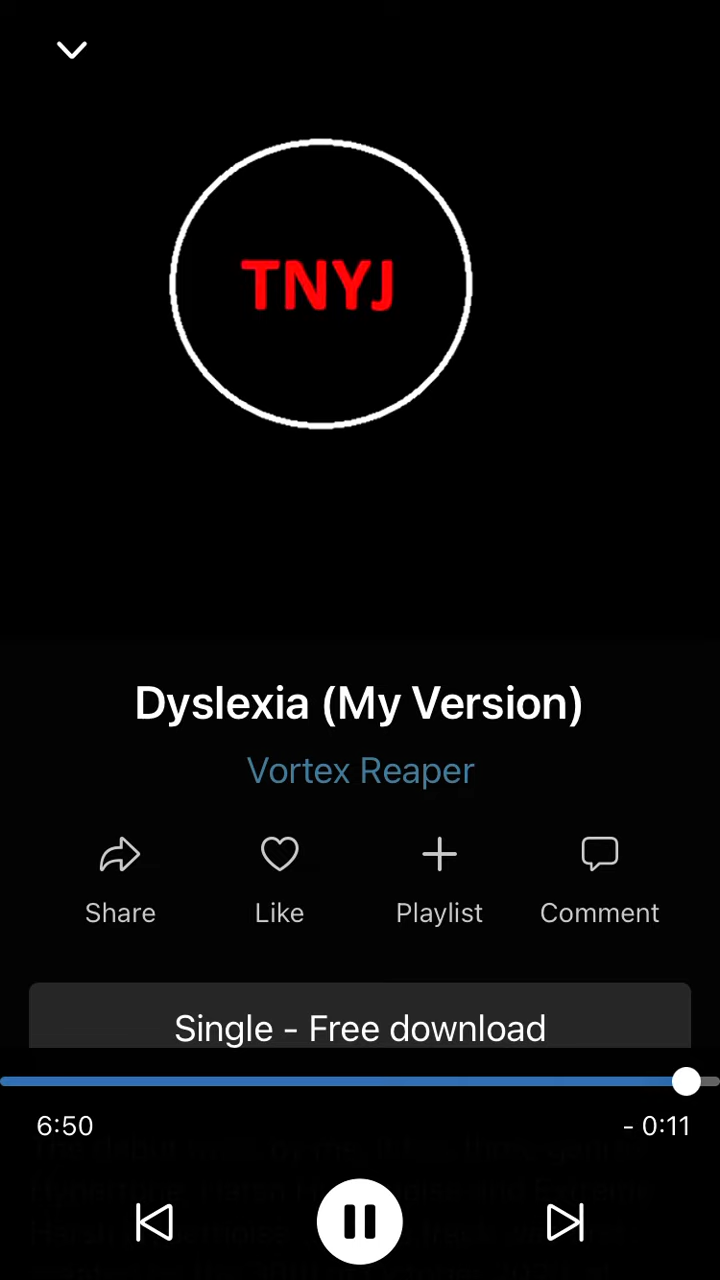 TNYJ
Dyslexia (My Version)
Vortex Reaper
Share Like Playlist Comment
Single - Free download
6:50 - 0:11